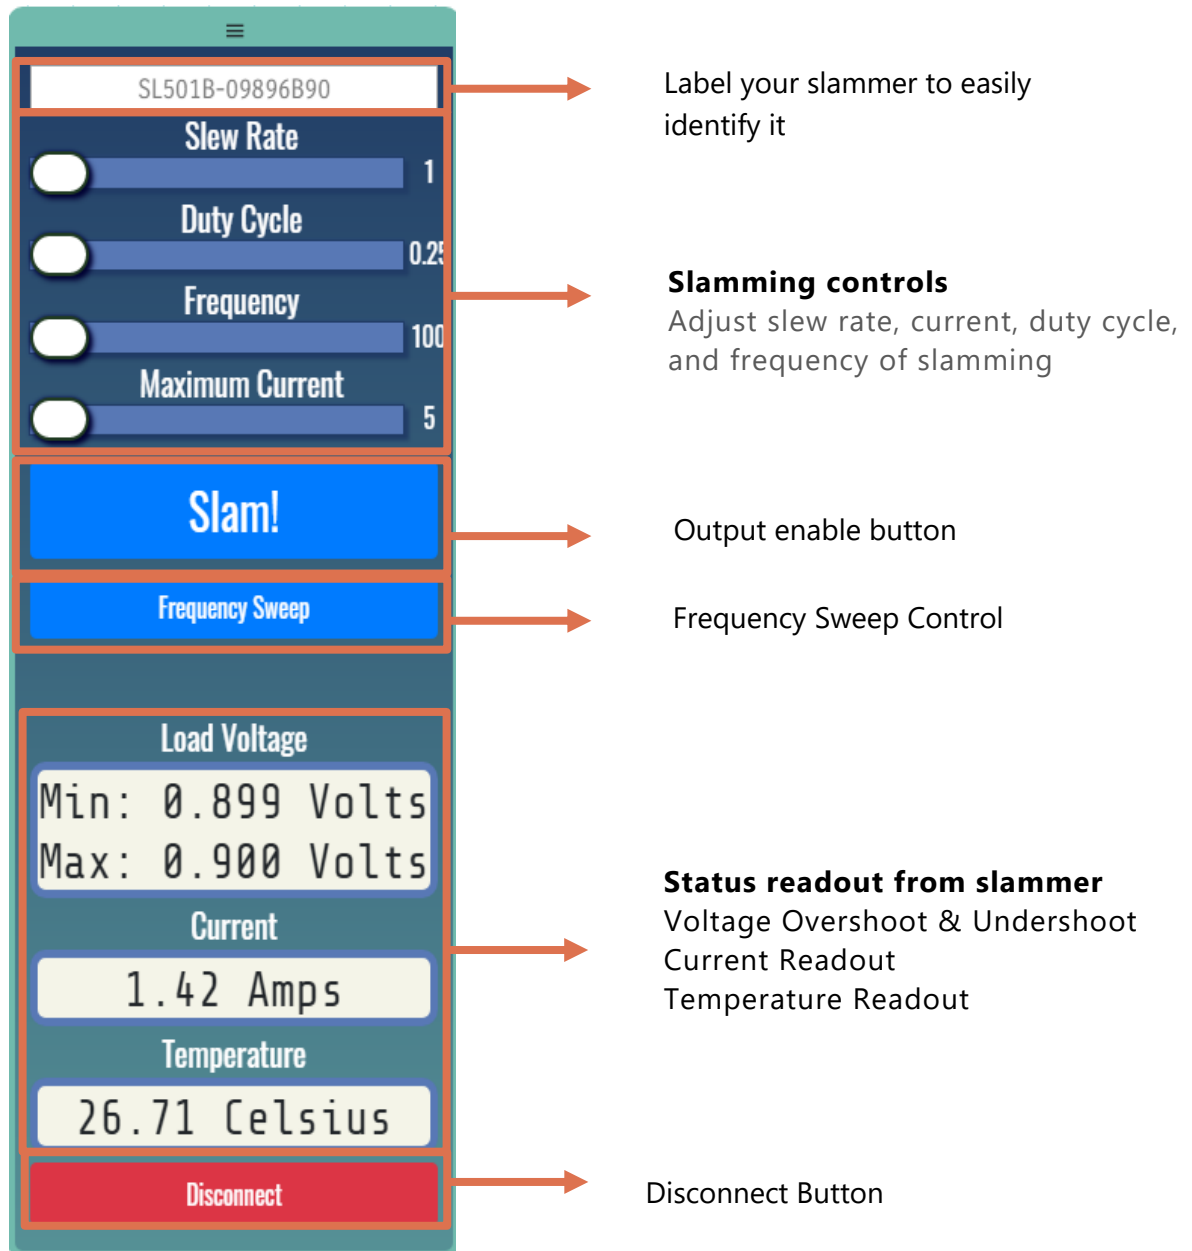 SL501B-09896B90
Label your slammer to easily
identify it
Slew Rate
1
Duty Cycle
0.25
Frequency
100
Maximum Current
5
Slamming controls
Adjust slew rate, current, duty cycle,
and frequency of slamming
Slam!
Output enable button
Frequency Sweep
Frequency Sweep Control
Load Voltage
Min: 0.899 Volts
Max: 0.900 Volts
Current
1.42 Amps
Temperature
26.71 Celsius
Status readout from slammer
Voltage Overshoot & Undershoot
Current Readout
Temperature Readout
Disconnect
Disconnect Button